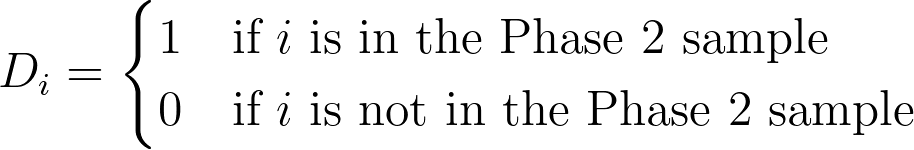 D_i = { 1 if i is in the Phase 2 sample
0 if i is not in the Phase 2 sample